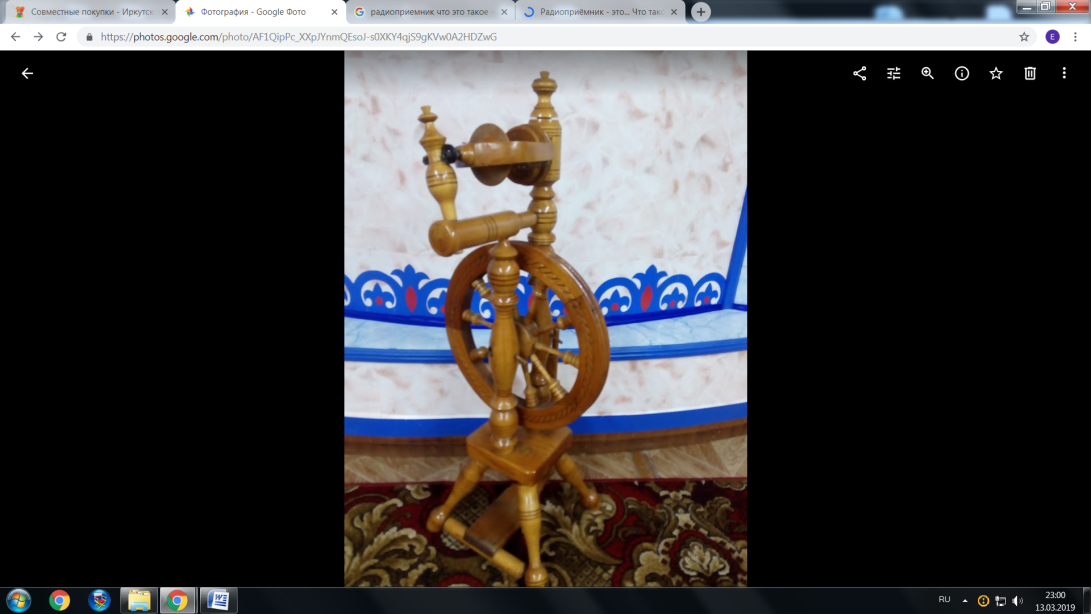 Совместные покупки - Иркутск
Фотография - Google Фото
радиоприемник что это такое -
Радиоприёмник - это... Что так
https://photos.google.com/photo/AF1QipPc_XXpJYnmQEsoJ-s0XKY4qjS9gKVw0A2HDZwG
E
RU
23:00
13.03.2019